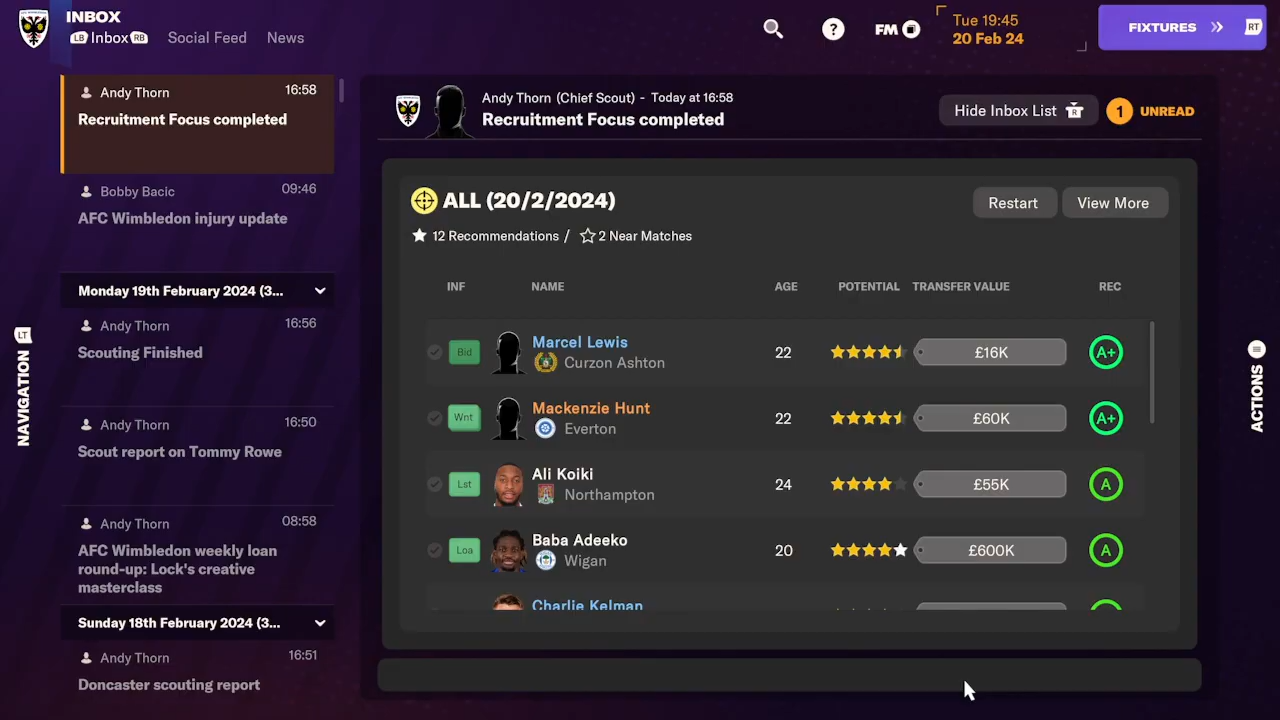 INBOX
LB Inbox RB
Social Feed
News
?
FM
Tue 19:45
20 Feb 24
FIXTURES
RT
Andy Thorn
16:58
Recruitment Focus completed
Bobby Bacic
09:46
AFC Wimbledon injury update
Monday 19th February 2024 (3...
Andy Thorn
16:56
Scouting Finished
Andy Thorn
16:50
Scout report on Tommy Rowe
Andy Thorn
08:58
AFC Wimbledon weekly loan
round-up: Lock's creative
masterclass
Sunday 18th February 2024 (3...
Andy Thorn
16:51
Doncaster scouting report
LT
NAVIGATION
Andy Thorn (Chief Scout) - Today at 16:58
Recruitment Focus completed
Hide Inbox List
R
1 UNREAD
ALL (20/2/2024)
Restart
View More
12 Recommendations / 2 Near Matches
INF NAME AGE POTENTIAL TRANSFER VALUE REC
Bid
Marcel Lewis
Curzon Ashton
22
£16K
A+
Wnt
Mackenzie Hunt
Everton
22
£60K
A+
Lst
Ali Koiki
Northampton
24
£55K
A
Loa
Baba Adeeko
Wigan
20
£600K
A
Charlie Kelman
ACTIONS